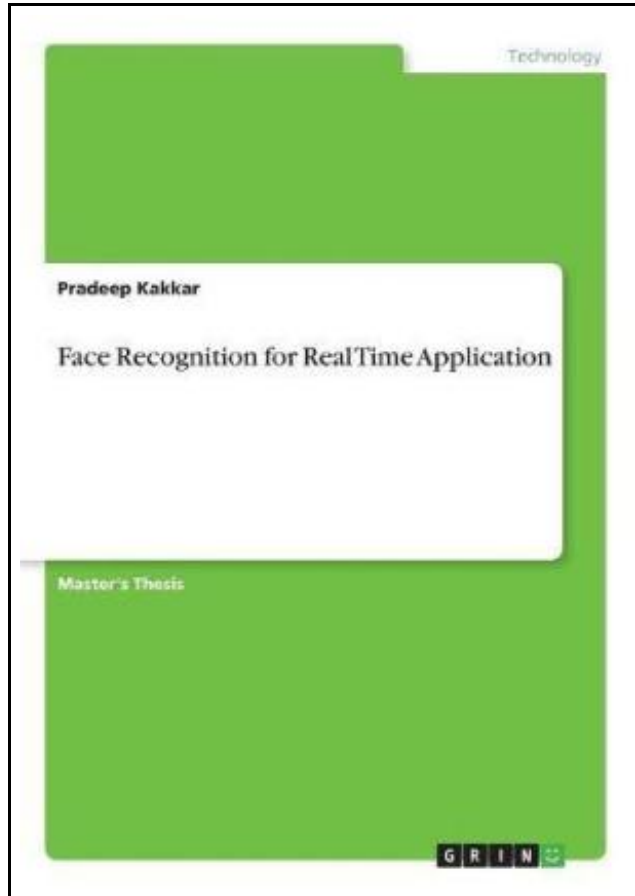 Technology
Pradeep Kakkar
Face Recognition for Real Time Application
Master's Thesis
GRIN